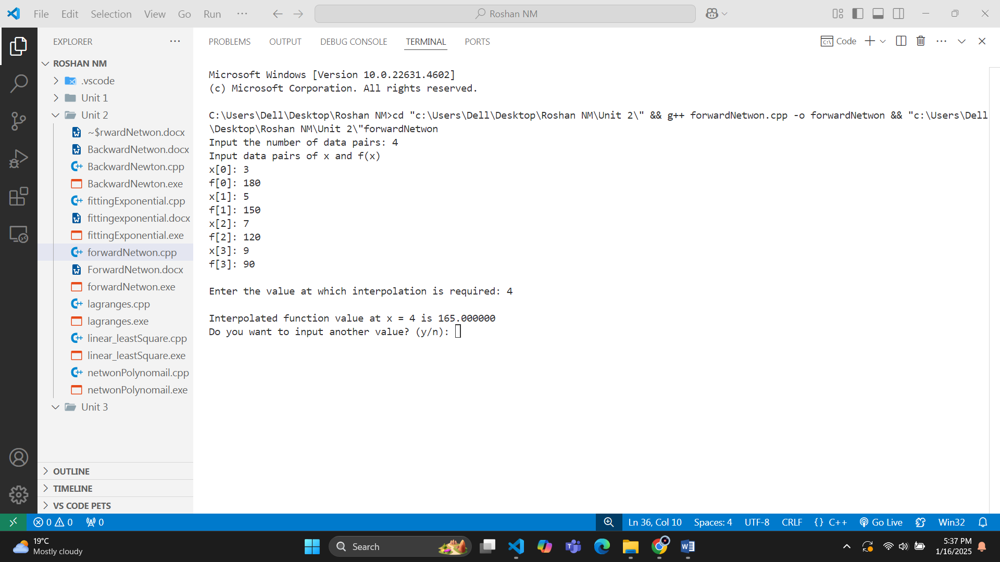 File Edit Selection View Go Run ··· Roshan NM
EXPLORER ···
ROSHAN NM
.vscode
Unit 1
Unit 2
~$rwardNetwon.docx
BackwardNetwon.docx
BackwardNewton.cpp
BackwardNewton.exe
fittingExponential.cpp
fittingexponential.docx
fittingExponential.exe
forwardNetwon.cpp
ForwardNetwon.docx
forwardNetwon.exe
lagranges.cpp
lagranges.exe
linear_leastSquare.cpp
linear_leastSquare.exe
netwonPolynomail.cpp
netwonPolynomail.exe
Unit 3
OUTLINE
TIMELINE
VS CODE PETS
PROBLEMS OUTPUT DEBUG CONSOLE TERMINAL PORTS Code
Microsoft Windows [Version 10.0.22631.4602]
(c) Microsoft Corporation. All rights reserved.
C:\Users\Dell\Desktop\Roshan NM>cd "c:\Users\Dell\Desktop\Roshan NM\Unit 2\" && g++ forwardNetwon.cpp -o forwardNetwon && "c:\Users\Dell
\Desktop\Roshan NM\Unit 2\"forwardNetwon
Input the number of data pairs: 4
Input data pairs of x and f(x)
x[0]: 3
f[0]: 180
x[1]: 5
f[1]: 150
x[2]: 7
f[2]: 120
x[3]: 9
f[3]: 90
Enter the value at which interpolation is required: 4
Interpolated function value at x = 4 is 165.000000
Do you want to input another value? (y/n):
0 0 0 Ln 36, Col 10 Spaces: 4 UTF-8 CRLF {} C++ Go Live Win32
19°C
Mostly cloudy
Search
5:37 PM
1/16/2025